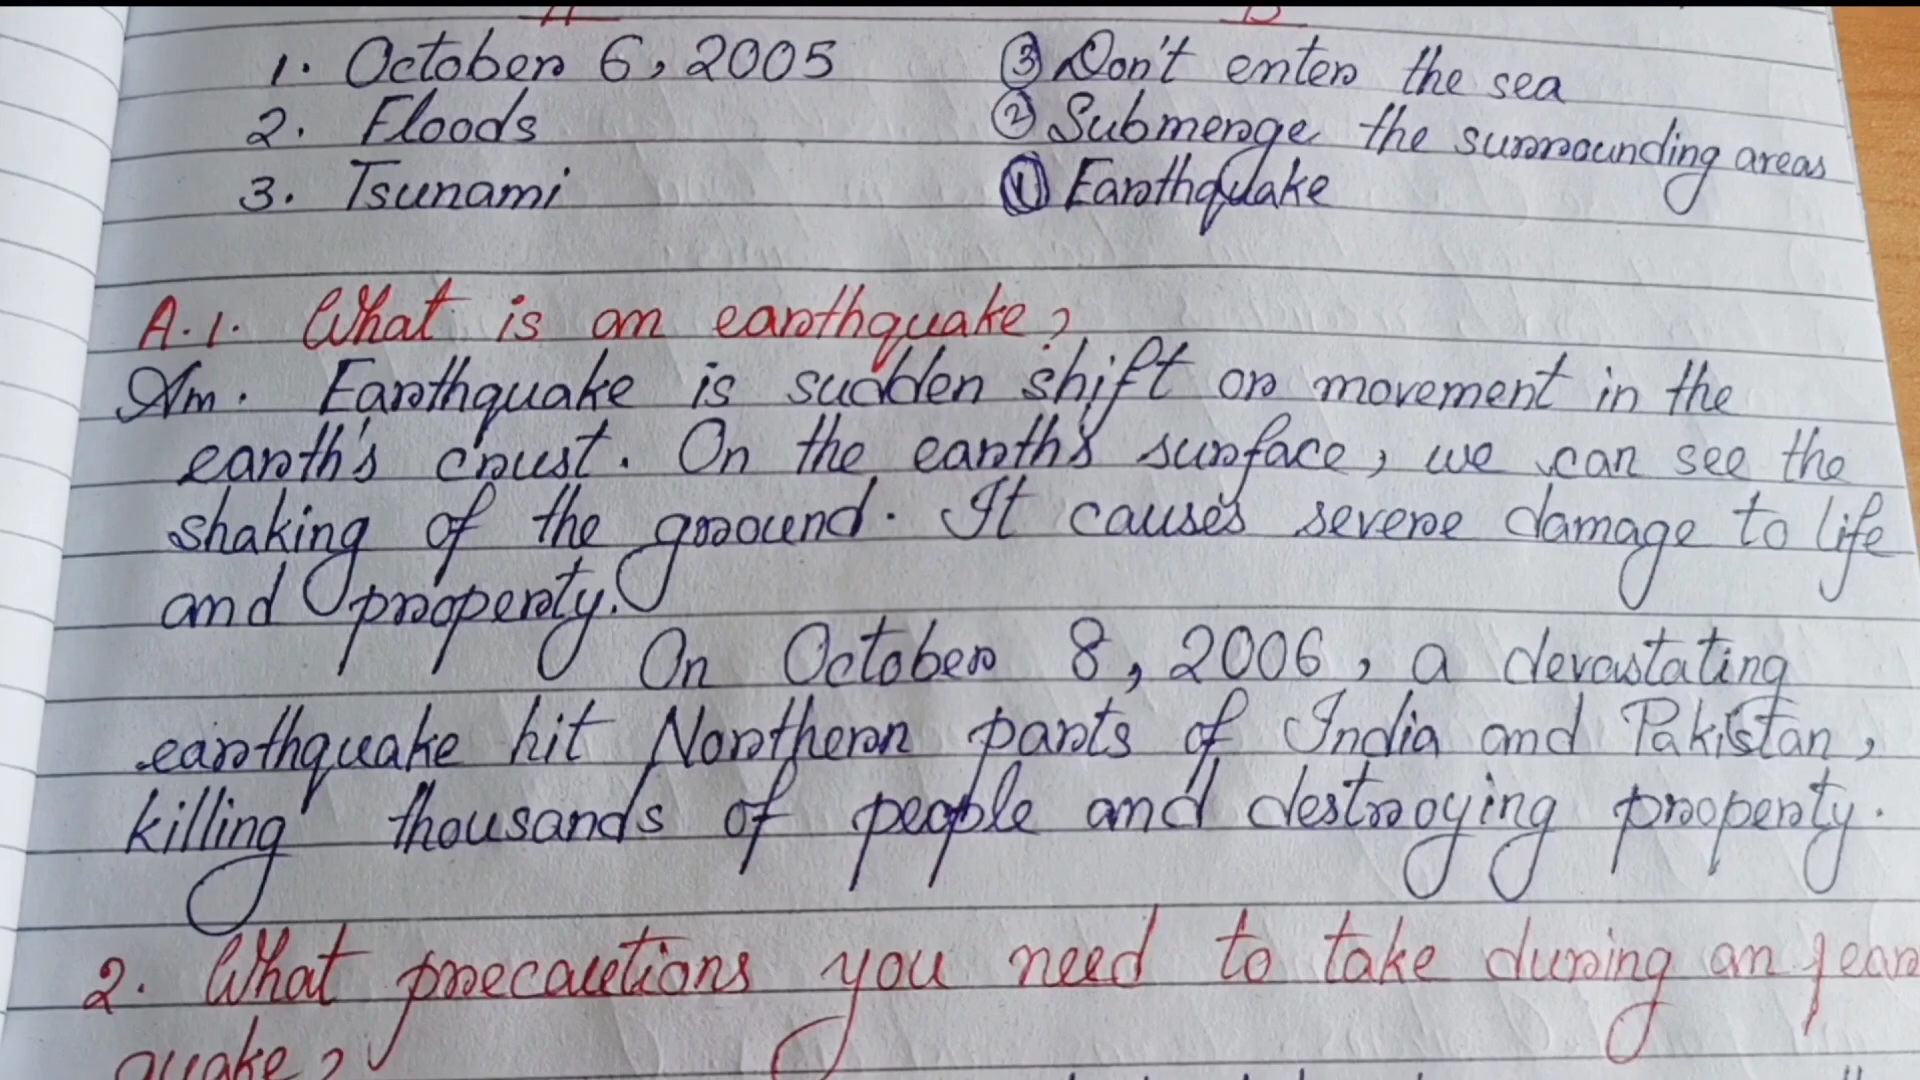 A B
1. October 6, 2005 ③ Don't enter the sea
2. Floods ② Submerge the surrounding areas
3. Tsunami ① Earthquake
A.1. What is an earthquake?
Ans. Earthquake is sudden shift or movement in the
earth's crust. On the earth's surface, we can see the
shaking of the ground. It causes severe damage to life
and property.
On October 8, 2006, a devastating
earthquake hit Northern parts of India and Pakistan,
killing thousands of people and destroying property.
2. What precautions you need to take during an ear
quake?